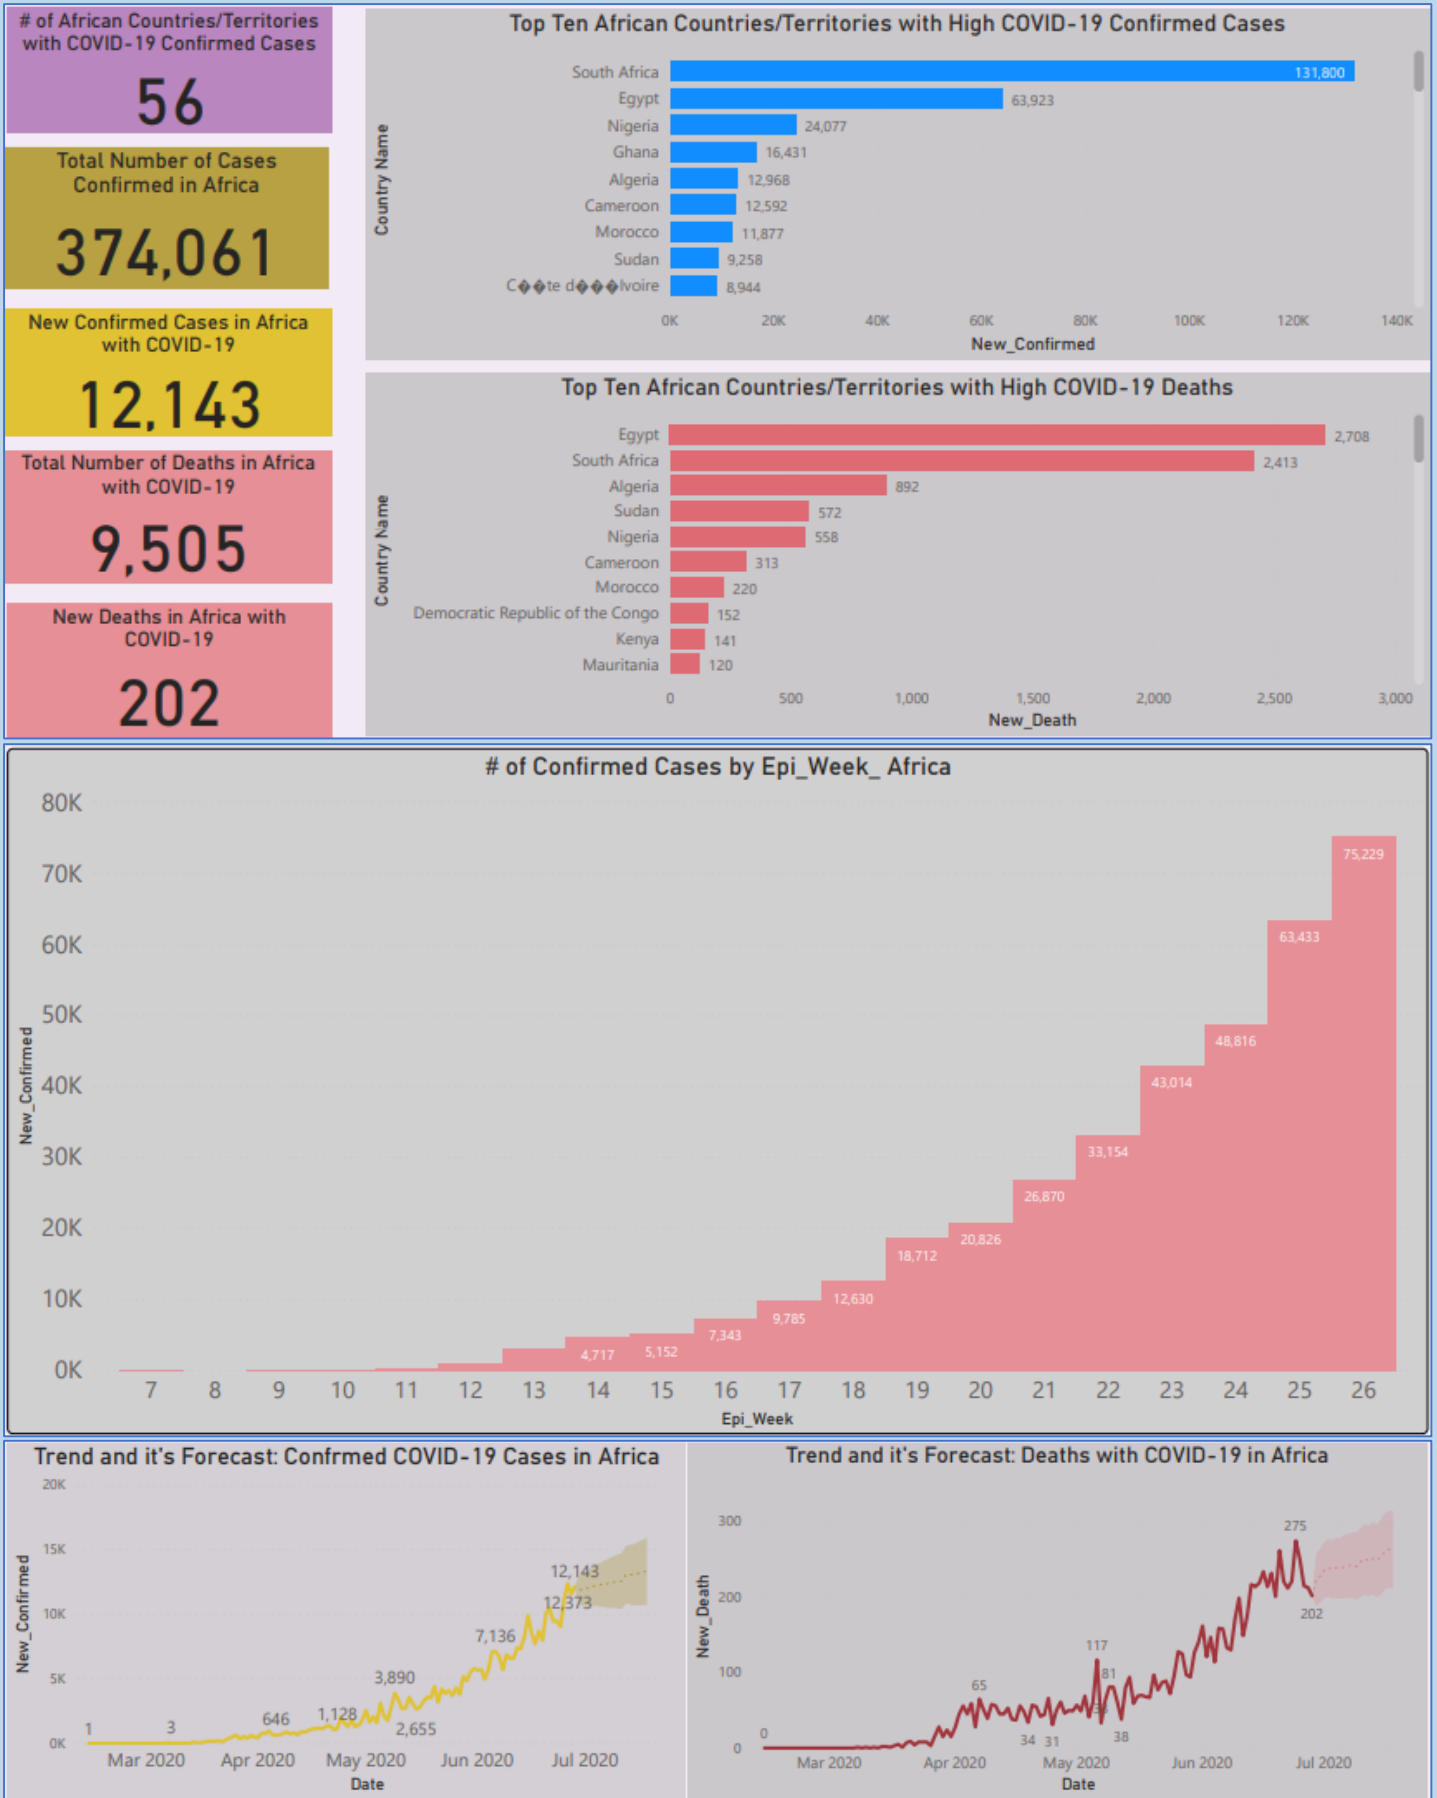 # of African Countries/Territories
with COVID-19 Confirmed Cases
56
Total Number of Cases
Confirmed in Africa
374,061
New Confirmed Cases in Africa
with COVID-19
12,143
Total Number of Deaths in Africa
with COVID-19
9,505
New Deaths in Africa with
COVID-19
202
Top Ten African Countries/Territories with High COVID-19 Confirmed Cases
Country Name
South Africa 131,800
Egypt 63,923
Nigeria 24,077
Ghana 16,431
Algeria 12,968
Cameroon 12,592
Morocco 11,877
Sudan 9,258
C��te d���Ivoire 8,944
0K 20K 40K 60K 80K 100K 120K 140K
New_Confirmed
Top Ten African Countries/Territories with High COVID-19 Deaths
Country Name
Egypt 2,708
South Africa 2,413
Algeria 892
Sudan 572
Nigeria 558
Cameroon 313
Morocco 220
Democratic Republic of the Congo 152
Kenya 141
Mauritania 120
0 500 1,000 1,500 2,000 2,500 3,000
New_Death
# of Confirmed Cases by Epi_Week_ Africa
New_Confirmed
80K
70K
60K
50K
40K
30K
20K
10K
0K
4,717 5,152 7,343 9,785 12,630 18,712 20,826 26,870 33,154 43,014 48,816 63,433 75,229
7 8 9 10 11 12 13 14 15 16 17 18 19 20 21 22 23 24 25 26
Epi_Week
Trend and it's Forecast: Confrmed COVID-19 Cases in Africa
New_Confirmed
20K
15K
10K
5K
0K
1 3 646 1,128 3,890 2,655 7,136 12,373 12,143
Mar 2020 Apr 2020 May 2020 Jun 2020 Jul 2020
Date
Trend and it's Forecast: Deaths with COVID-19 in Africa
New_Death
300
200
100
0
0 65 34 31 117 81 38 275 202
Mar 2020 Apr 2020 May 2020 Jun 2020 Jul 2020
Date